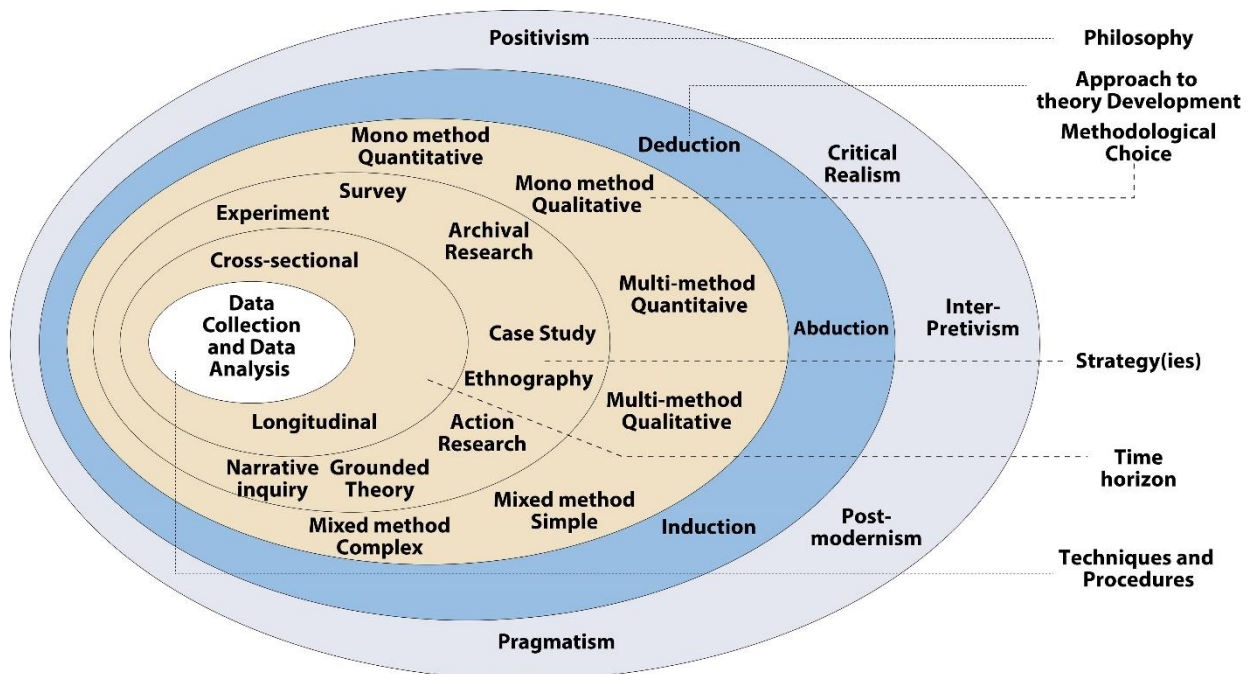 Positivism
Philosophy
Approach to
theory Development
Methodological
Choice
Mono method
Quantitative
Deduction
Critical
Realism
Survey
Mono method
Qualitative
Experiment
Archival
Research
Cross-sectional
Multi-method
Quantitaive
Data
Collection
and Data
Analysis
Case Study
Abduction
Inter-
Pretivism
Strategy(ies)
Ethnography
Multi-method
Qualitative
Longitudinal
Action
Research
Time
horizon
Narrative
inquiry
Grounded
Theory
Mixed method
Simple
Mixed method
Complex
Induction
Post-
modernism
Techniques and
Procedures
Pragmatism